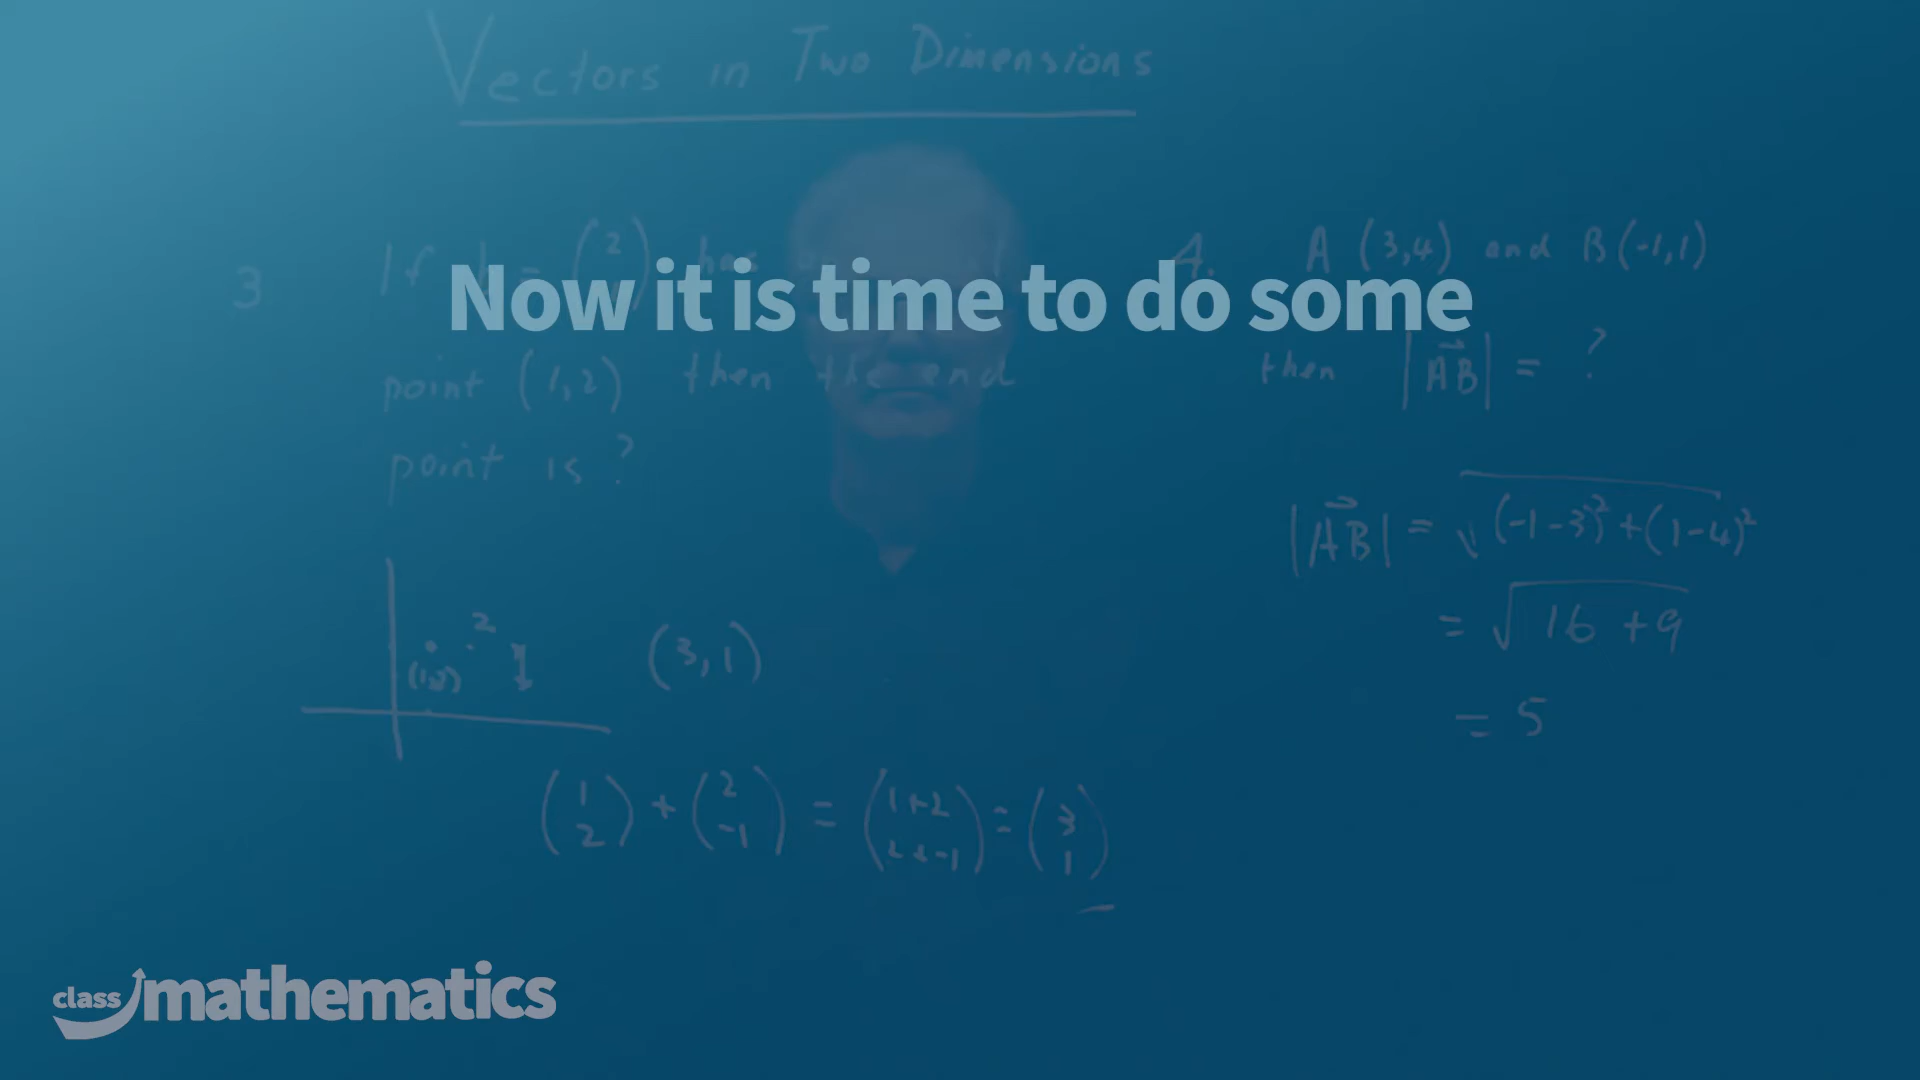 Vectors in Two Dimensions
Now it is time to do some
3 If
point (1,2) then the end
point is ?
(3,1)
(1 2) + (2 -1) = (1+2 2+-1) = (3 1)
4. A (3,4) and B(-1,1)
then |AB| = ?
|AB| = √(-1-3)² + (1-4)²
= √16 + 9
= 5
class mathematics